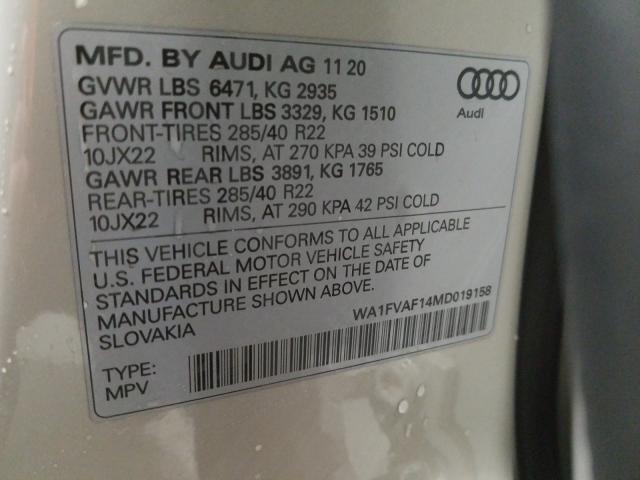 MFD. BY AUDI AG 11 20
GVWR LBS 6471, KG 2935
GAWR FRONT LBS 3329, KG 1510
FRONT-TIRES 285/40 R22
10JX22 RIMS, AT 270 KPA 39 PSI COLD
GAWR REAR LBS 3891, KG 1765
REAR-TIRES 285/40 R22
10JX22 RIMS, AT 290 KPA 42 PSI COLD
Audi
THIS VEHICLE CONFORMS TO ALL APPLICABLE
U.S. FEDERAL MOTOR VEHICLE SAFETY
STANDARDS IN EFFECT ON THE DATE OF
MANUFACTURE SHOWN ABOVE.
SLOVAKIA
WA1FVAF14MD019158
TYPE:
MPV